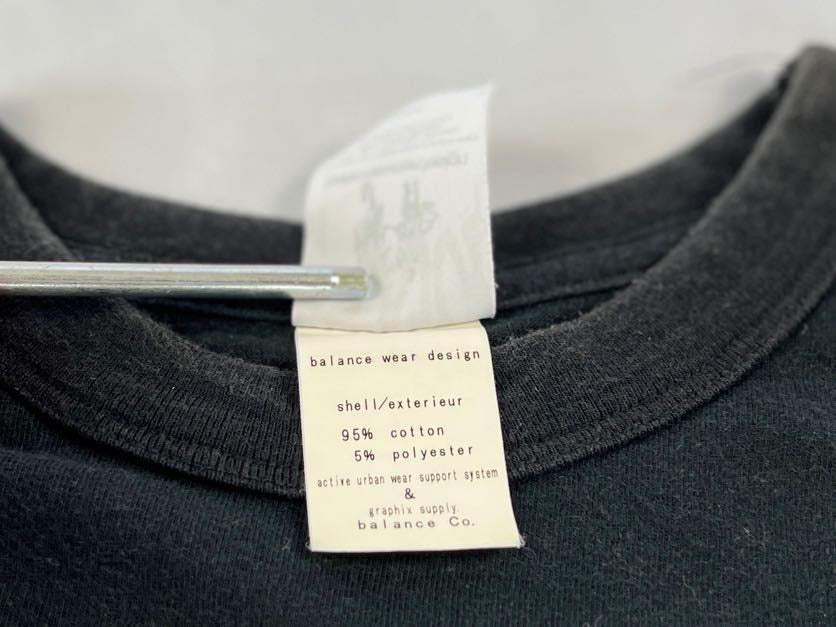 balance wear design
shell/exterieur
95% cotton
5% polyester
active urban wear support system
&
graphix supply.
balance Co.